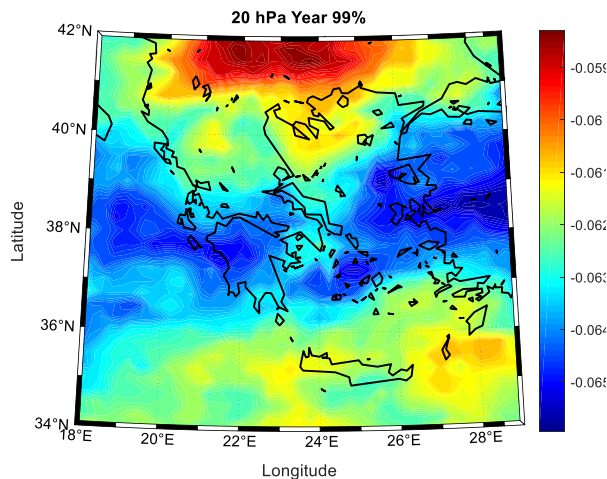 20 hPa Year 99%
42°N
40°N
38°N
36°N
34°N
18°E
20°E
22°E
24°E
26°E
28°E
Latitude
Longitude
-0.059
-0.06
-0.061
-0.062
-0.063
-0.064
-0.065